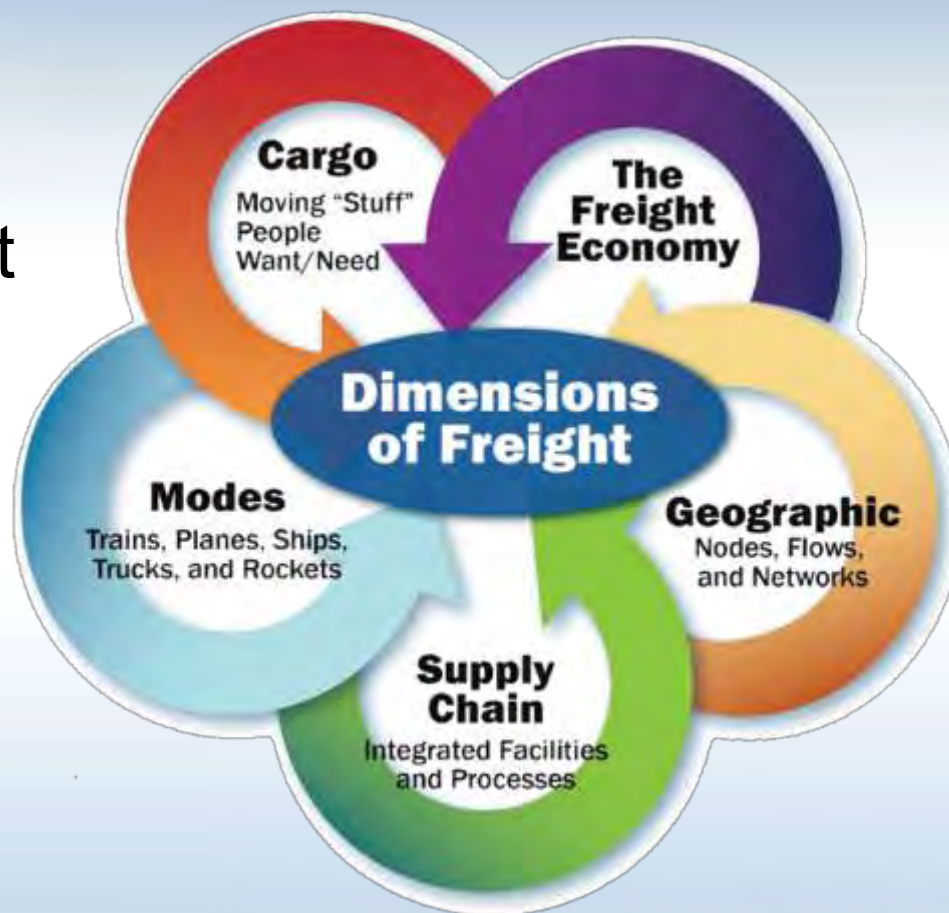 t
Cargo
Moving "Stuff"
People
Want/Need
The
Freight
Economy
Dimensions
of Freight
Modes
Trains, Planes, Ships,
Trucks, and Rockets
Geographic
Nodes, Flows,
and Networks
Supply
Chain
Integrated Facilities
and Processes